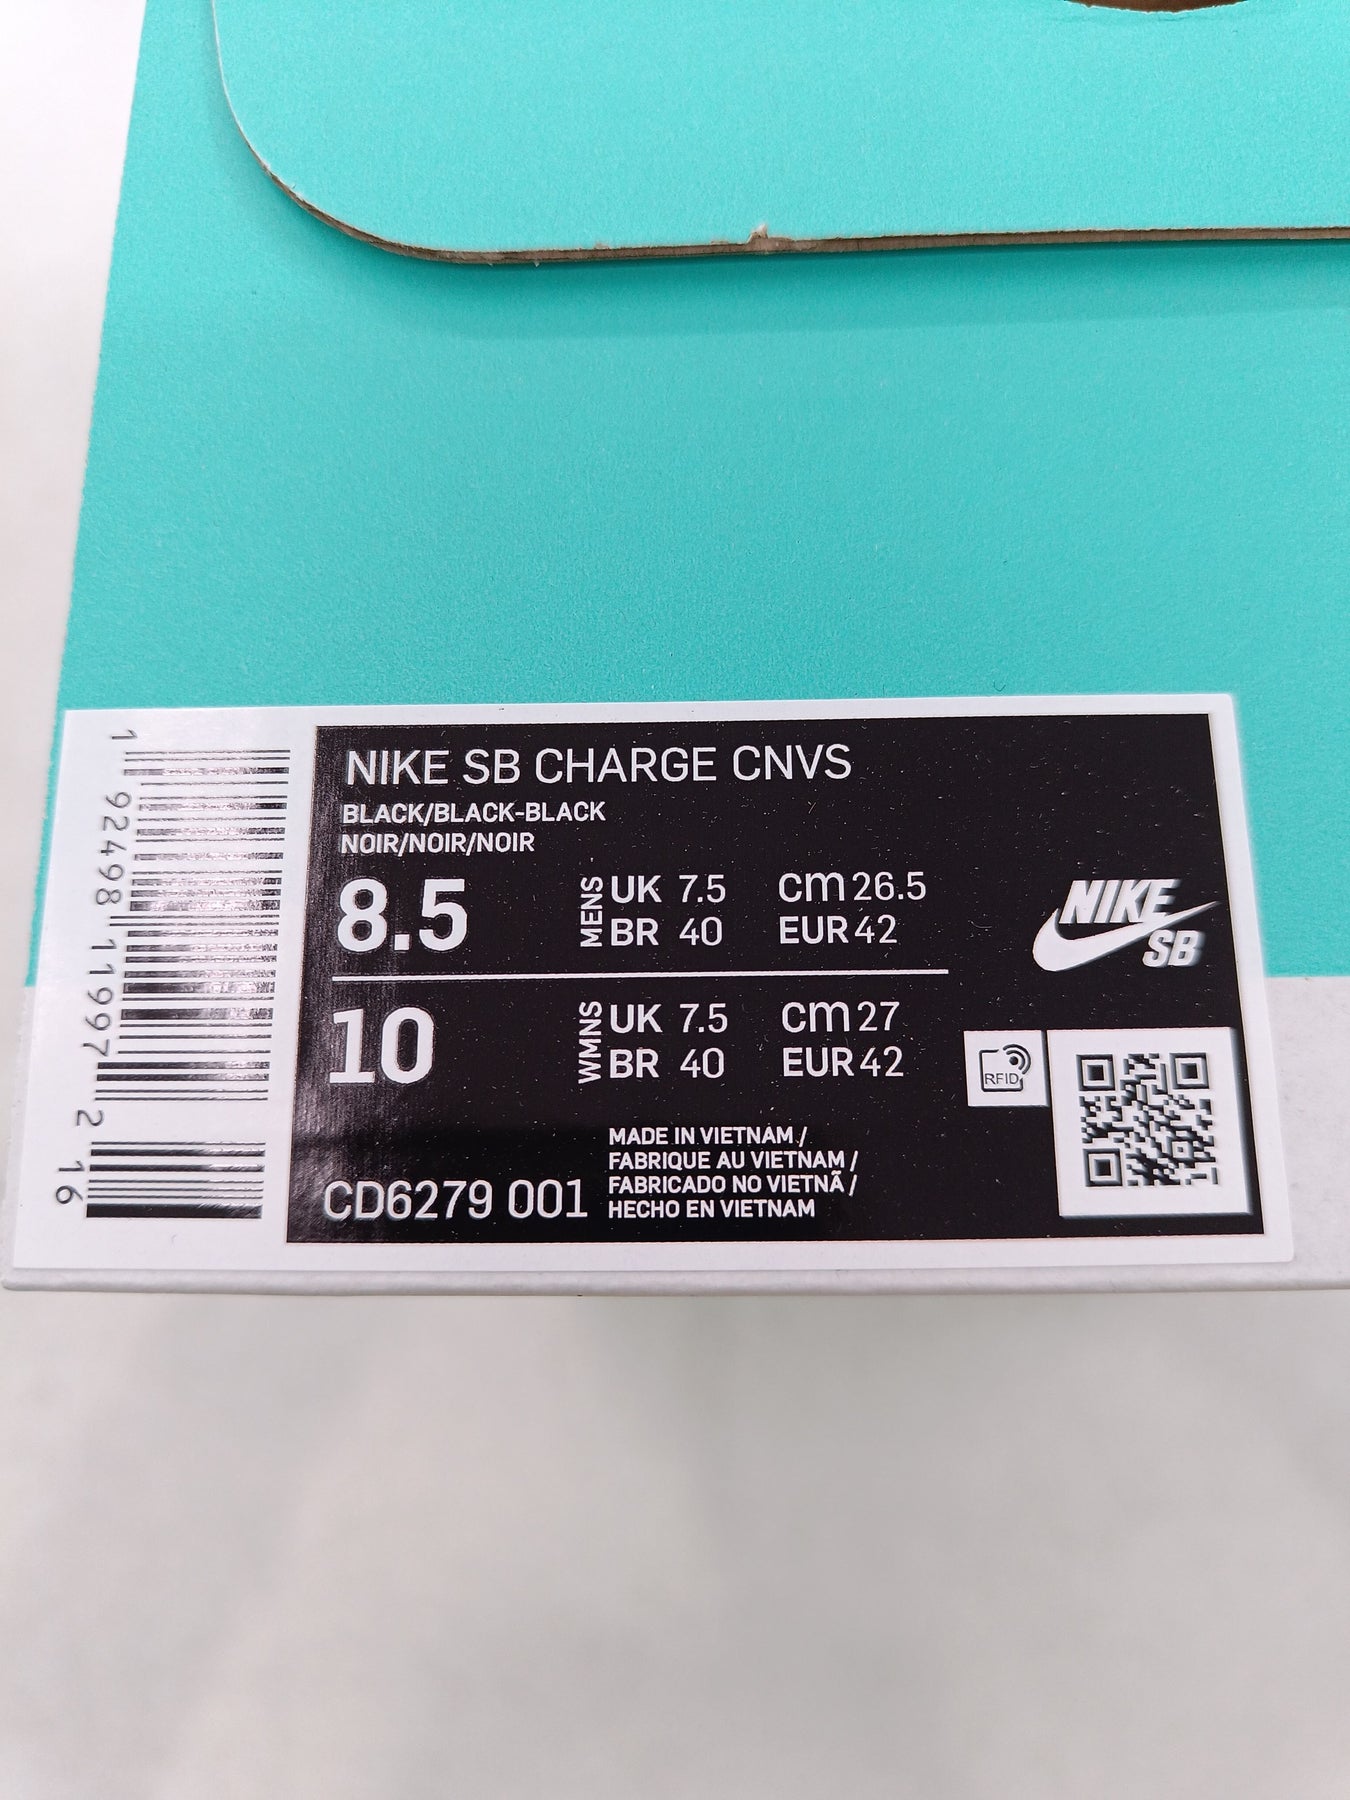 NIKE SB CHARGE CNVS
BLACK/BLACK-BLACK
NOIR/NOIR/NOIR
8.5
MENS
UK 7.5 cm 26.5
BR 40 EUR 42
10
WMNS
UK 7.5 cm 27
BR 40 EUR 42
CD6279 001
MADE IN VIETNAM /
FABRIQUE AU VIETNAM /
FABRICADO NO VIETNÃ /
HECHO EN VIETNAM
NIKE
SB
RFID
1 92498 11997 2 16